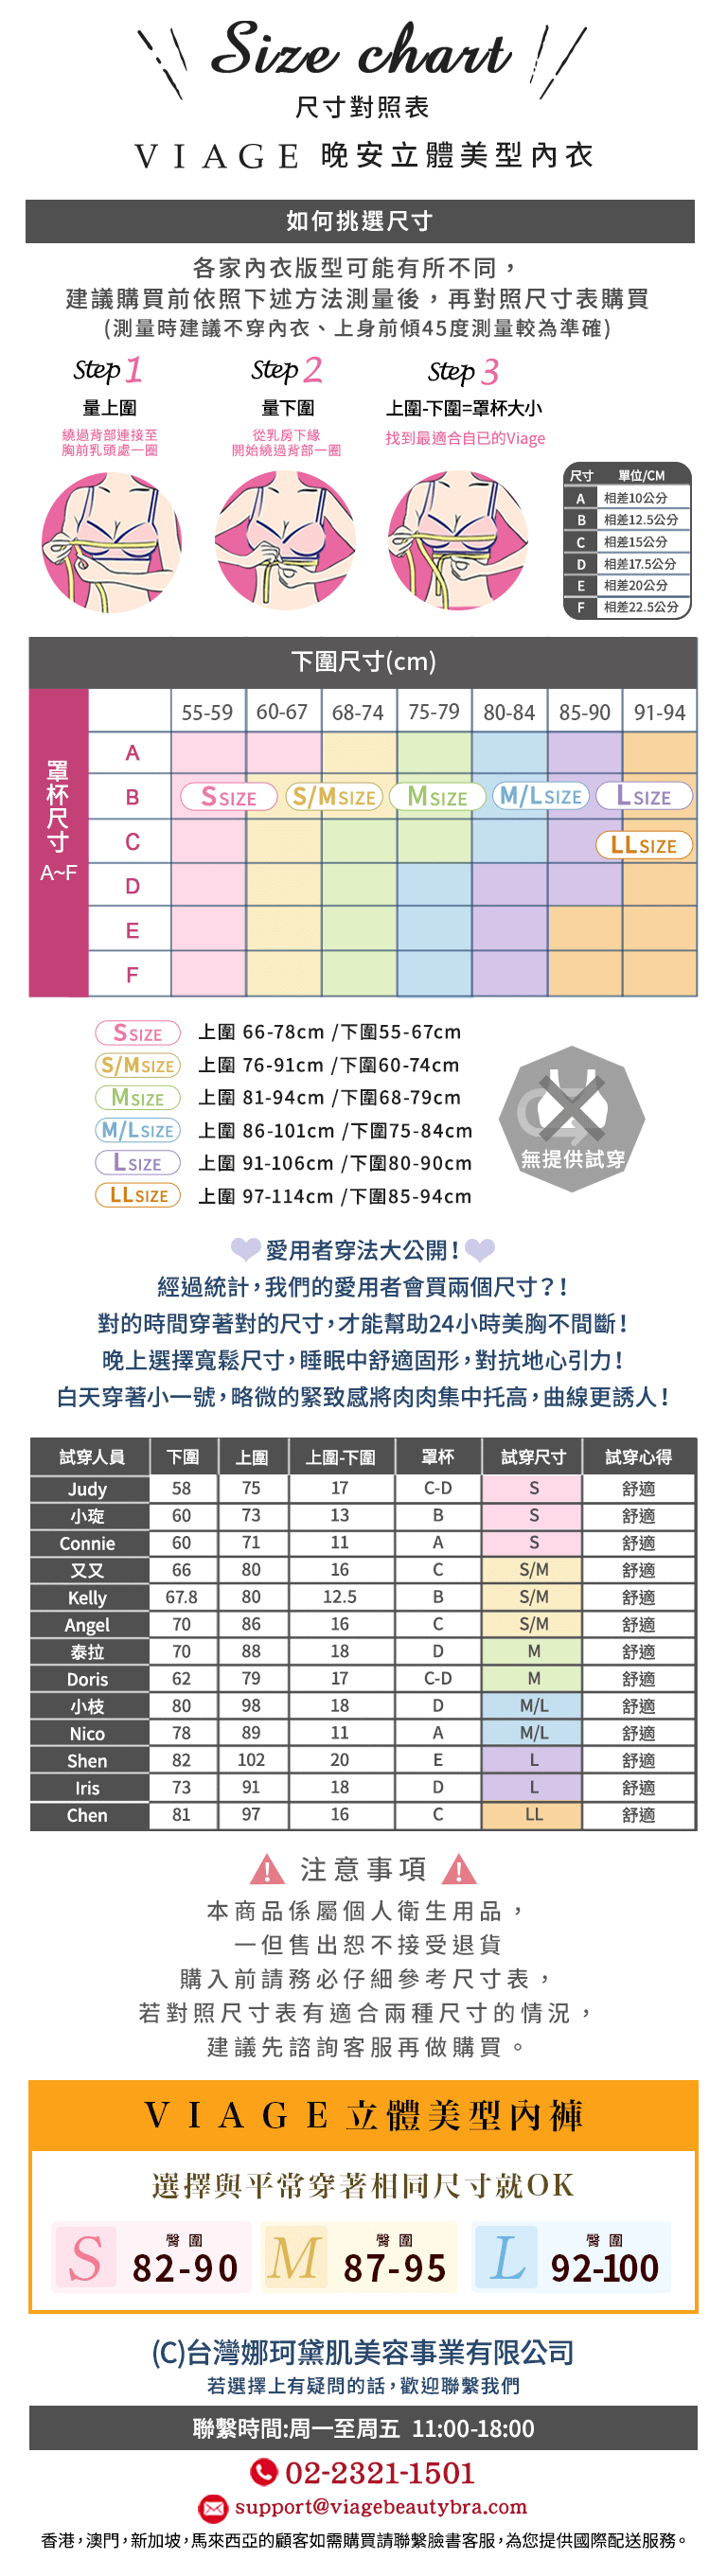 Size chart
尺寸對照表
VIAGE 晚安立體美型內衣
如何挑選尺寸
各家內衣版型可能有所不同，
建議購買前依照下述方法測量後，再對照尺寸表購買
(測量時建議不穿內衣、上身前傾45度測量較為準確)
Step 1
量上圍
繞過背部連接至
胸前乳頭處一圈
Step 2
量下圍
從乳房下緣
開始繞過背部一圈
Step 3
上圍-下圍=罩杯大小
找到最適合自已的Viage
尺寸 單位/CM
A 相差10公分
B 相差12.5公分
C 相差15公分
D 相差17.5公分
E 相差20公分
F 相差22.5公分
下圍尺寸(cm)
罩杯尺寸
A~F
55-59 60-67 68-74 75-79 80-84 85-90 91-94
A
B S SIZE S/M SIZE M SIZE M/L SIZE L SIZE
C LL SIZE
D
E
F
S SIZE 上圍 66-78cm /下圍55-67cm
S/M SIZE 上圍 76-91cm /下圍60-74cm
M SIZE 上圍 81-94cm /下圍68-79cm
M/L SIZE 上圍 86-101cm /下圍75-84cm
L SIZE 上圍 91-106cm /下圍80-90cm
LL SIZE 上圍 97-114cm /下圍85-94cm
無提供試穿
愛用者穿法大公開！
經過統計，我們的愛用者會買兩個尺寸？！
對的時間穿著對的尺寸，才能幫助24小時美胸不間斷！
晚上選擇寬鬆尺寸，睡眠中舒適固形，對抗地心引力！
白天穿著小一號，略微的緊致感將肉肉集中托高，曲線更誘人！
試穿人員 下圍 上圍 上圍-下圍 罩杯 試穿尺寸 試穿心得
Judy 58 75 17 C-D S 舒適
小琁 60 73 13 B S 舒適
Connie 60 71 11 A S 舒適
又又 66 80 16 C S/M 舒適
Kelly 67.8 80 12.5 B S/M 舒適
Angel 70 86 16 C S/M 舒適
泰拉 70 88 18 D M 舒適
Doris 62 79 17 C-D M 舒適
小枝 80 98 18 D M/L 舒適
Nico 78 89 11 A M/L 舒適
Shen 82 102 20 E L 舒適
Iris 73 91 18 D L 舒適
Chen 81 97 16 C LL 舒適
注意事項
本商品係屬個人衛生用品，
一但售出恕不接受退貨
購入前請務必仔細參考尺寸表，
若對照尺寸表有適合兩種尺寸的情況，
建議先諮詢客服再做購買。
VIAGE立體美型內褲
選擇與平常穿著相同尺寸就OK
S 臀圍 82-90
M 臀圍 87-95
L 臀圍 92-100
(C)台灣娜珂黛肌美容事業有限公司
若選擇上有疑問的話，歡迎聯繫我們
聯繫時間:周一至周五 11:00-18:00
02-2321-1501
support@viagebeautybra.com
香港，澳門，新加坡，馬來西亞的顧客如需購買請聯繫臉書客服，為您提供國際配送服務。